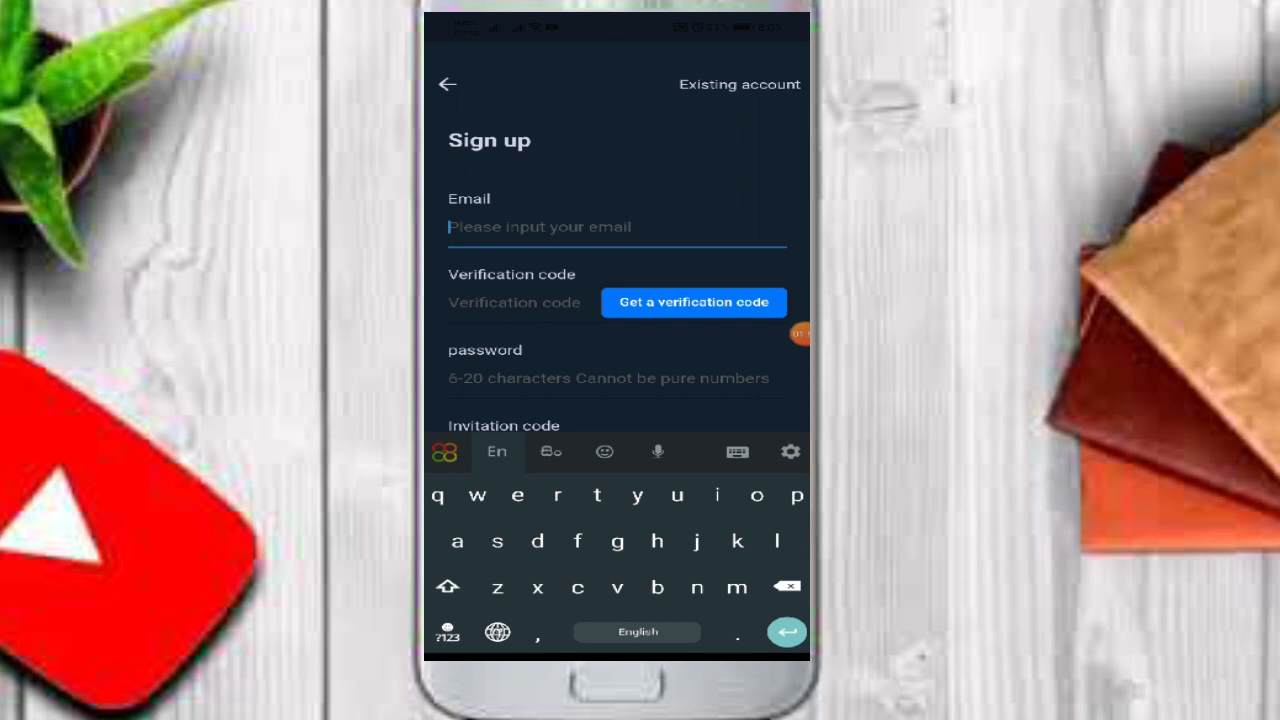 Existing account
Sign up
Email
Please input your email
Verification code
Verification code Get a verification code
password
6-20 characters Cannot be pure numbers
Invitation code
En
q w e r t y u i o p
a s d f g h j k l
z x c v b n m
?123 , English .